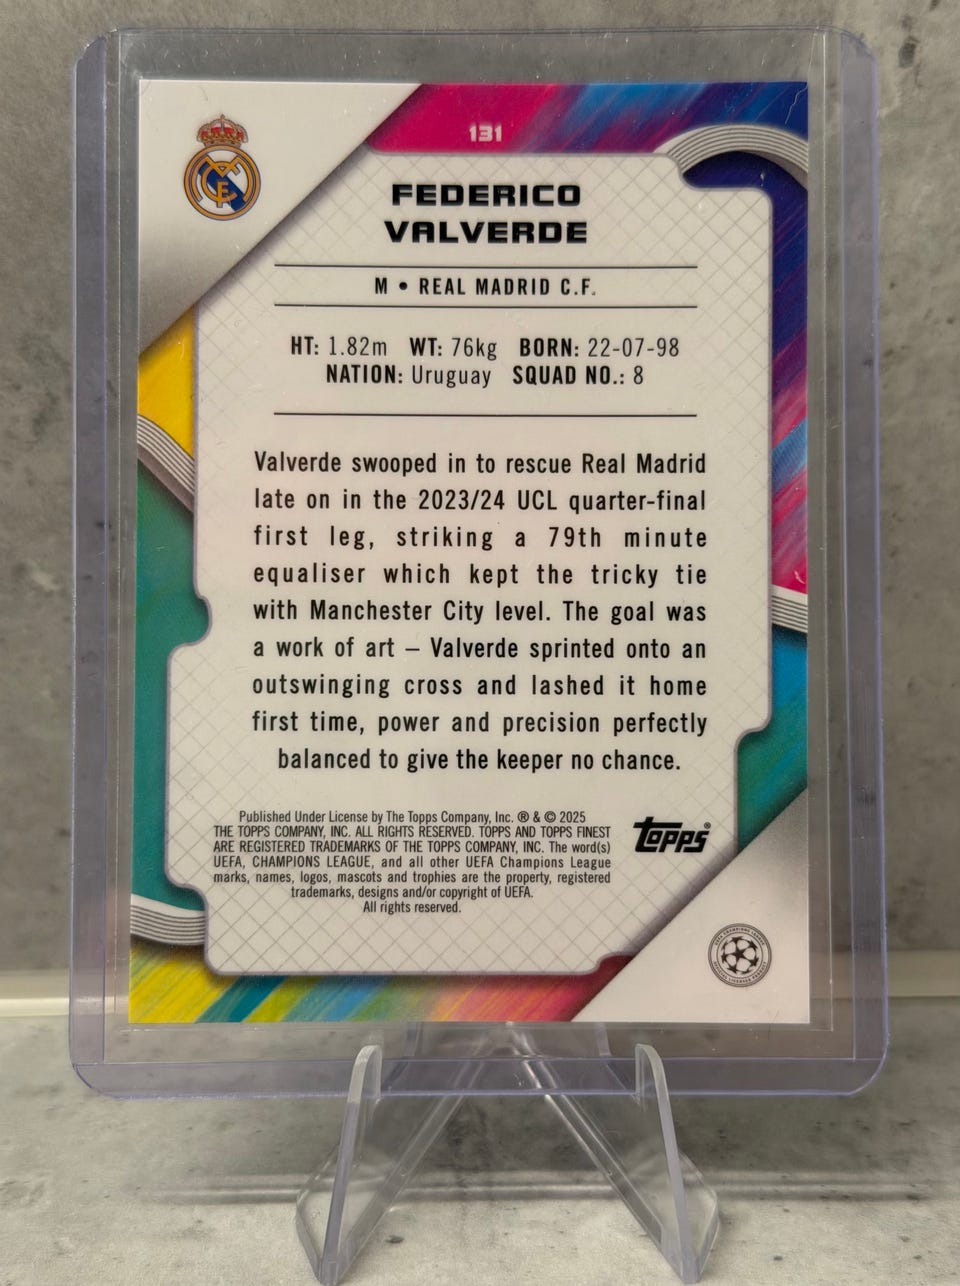 131
FEDERICO
VALVERDE
M • REAL MADRID C.F.
HT: 1.82m WT: 76kg BORN: 22-07-98
NATION: Uruguay SQUAD NO.: 8
Valverde swooped in to rescue Real Madrid
late on in the 2023/24 UCL quarter-final
first leg, striking a 79th minute
equaliser which kept the tricky tie
with Manchester City level. The goal was
a work of art – Valverde sprinted onto an
outswinging cross and lashed it home
first time, power and precision perfectly
balanced to give the keeper no chance.
Published Under License by The Topps Company, Inc. ® & © 2025
THE TOPPS COMPANY, INC. ALL RIGHTS RESERVED. TOPPS AND TOPPS FINEST
ARE REGISTERED TRADEMARKS OF THE TOPPS COMPANY, INC. The word(s)
UEFA, CHAMPIONS LEAGUE, and all other UEFA Champions League
marks, names, logos, mascots and trophies are the property, registered
trademarks, designs and/or copyright of UEFA.
All rights reserved.
Topps®
UEFA CHAMPIONS LEAGUE
OFFICIAL LICENSED PRODUCT